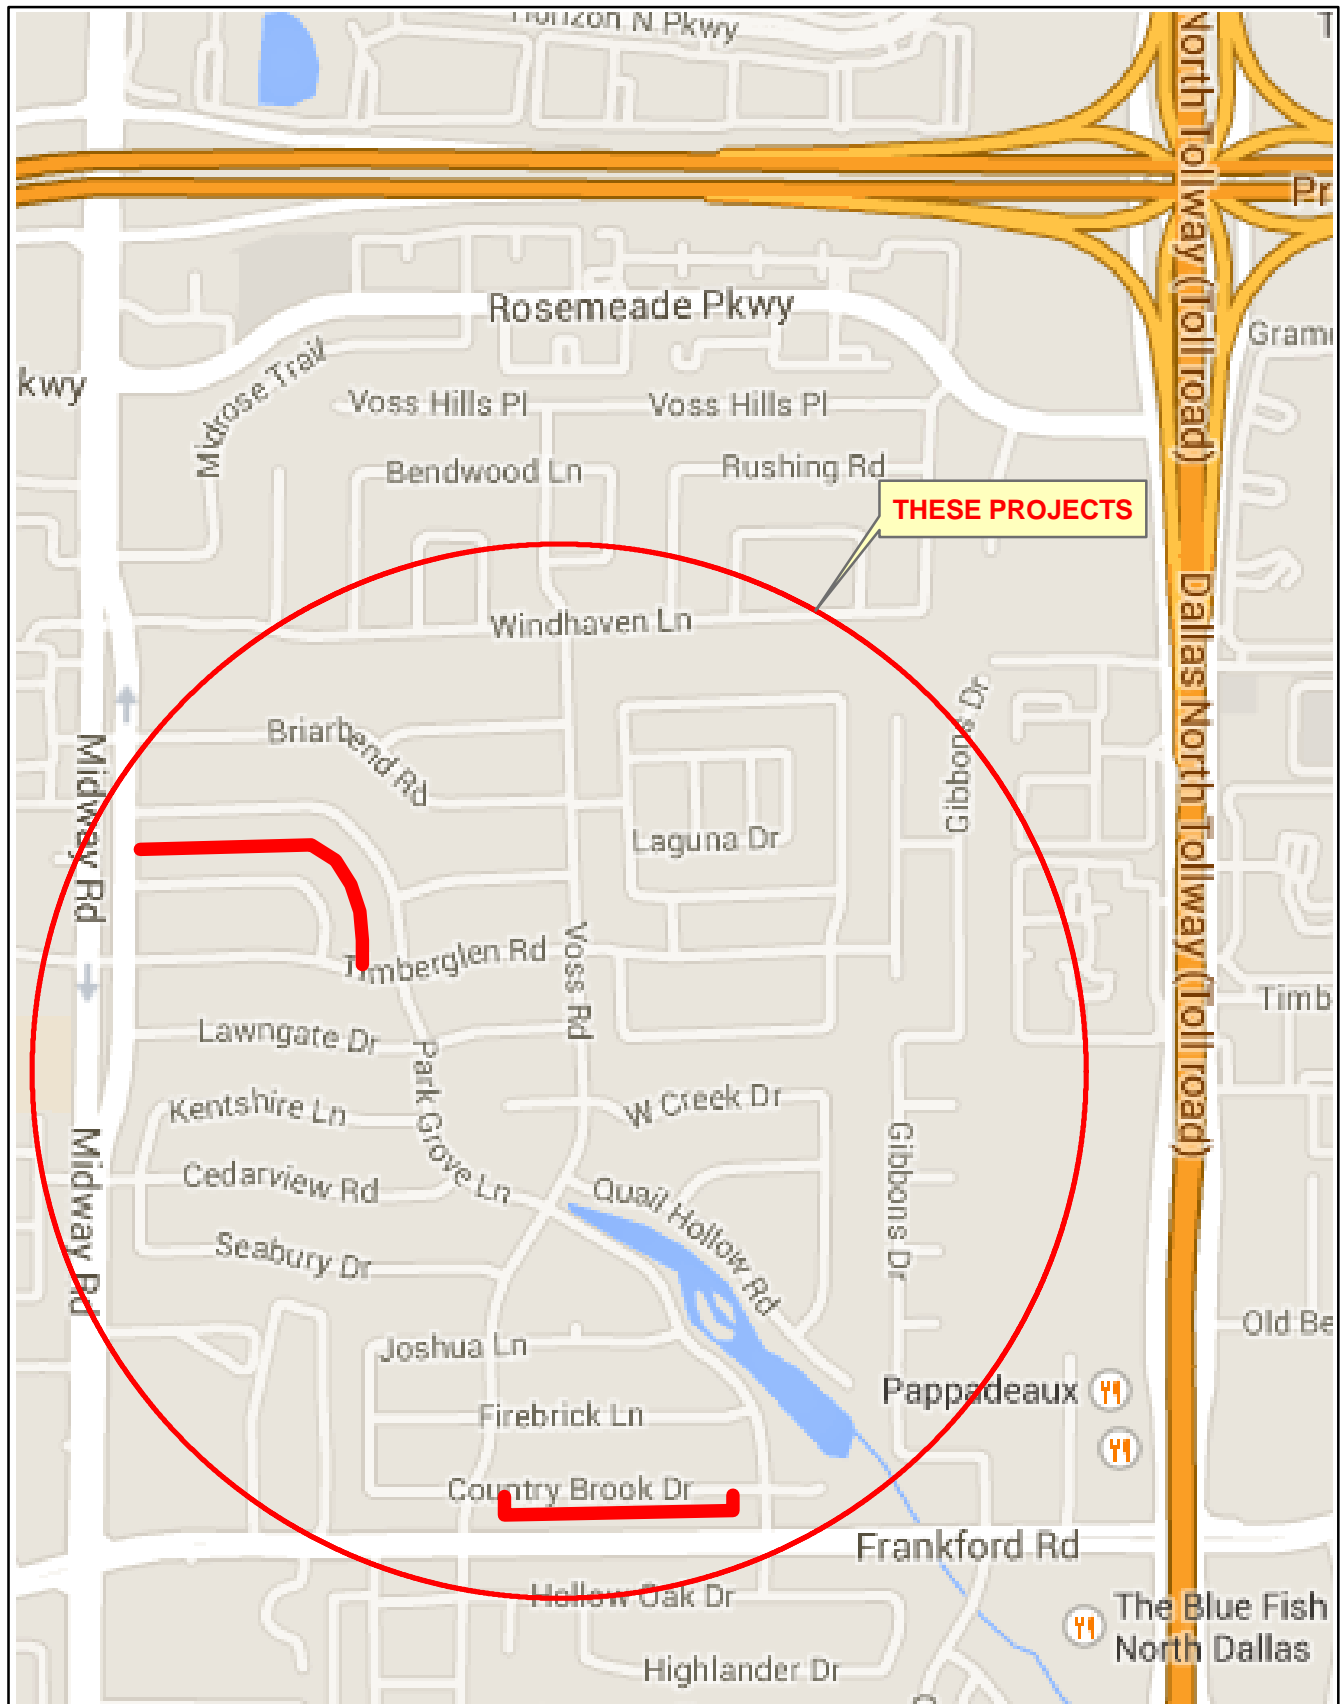 Horizon N Pkwy
North Tollway (Toll road)
Pr
Rosemeade Pkwy
Gram
kwy
Midrose Trail
Voss Hills Pl
Voss Hills Pl
Bendwood Ln
Rushing Rd
THESE PROJECTS
Windhaven Ln
Dallas North Tollway (Toll road)
Gibbons Dr
Briarbend Rd
Midway Rd
Laguna Dr
Timberglen Rd
Voss Rd
Timb
Lawngate Dr
Park Grove Ln
Kentshire Ln
W Creek Dr
Midway Rd
Gibbons Dr
Cedarview Rd
Quail Hollow Rd
Seabury Dr
Old Be
Joshua Ln
Pappadeaux
Firebrick Ln
Country Brook Dr
Frankford Rd
Hollow Oak Dr
The Blue Fish
North Dallas
Highlander Dr